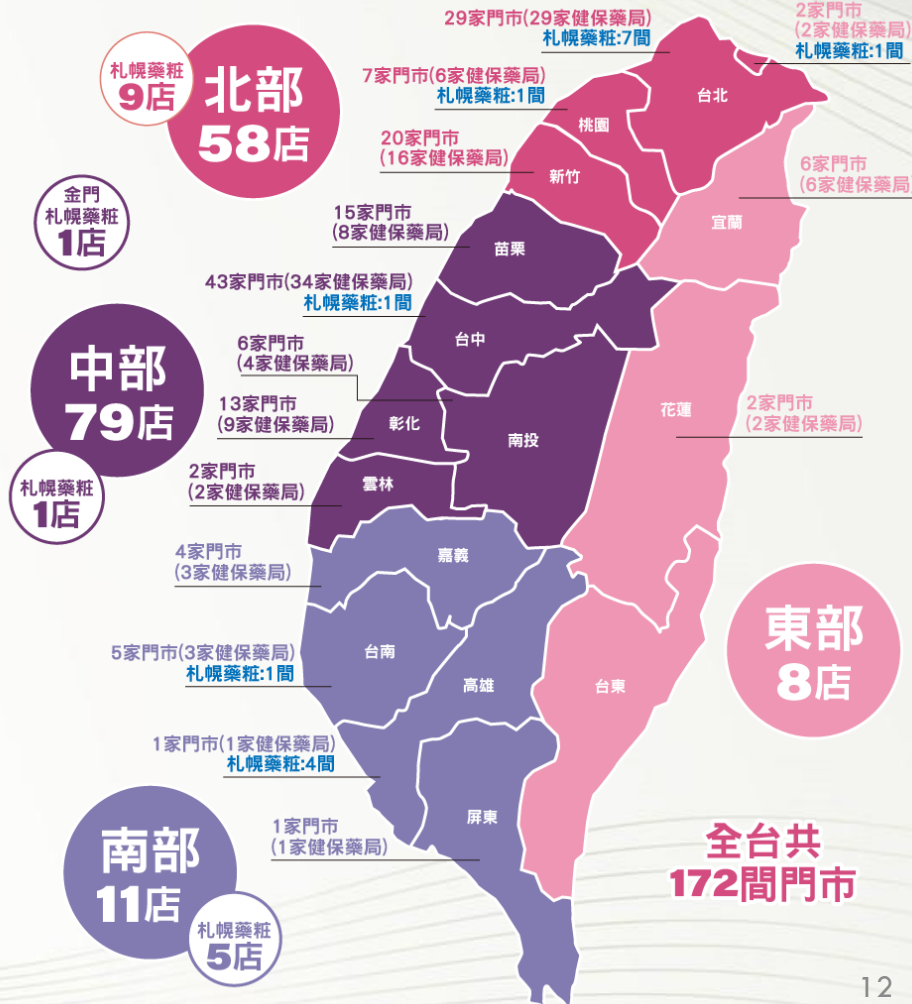 29家門市(29家健保藥局)
札幌藥粧:7間
2家門市
(2家健保藥局)
札幌藥粧:1間
札幌藥粧
9店
北部
58店
7家門市(6家健保藥局)
札幌藥粧:1間
台北
桃園
20家門市
(16家健保藥局)
新竹
6家門市
(6家健保藥局)
宜蘭
金門
札幌藥粧
1店
15家門市
(8家健保藥局)
苗栗
43家門市(34家健保藥局)
札幌藥粧:1間
台中
中部
79店
札幌藥粧
1店
6家門市
(4家健保藥局)
13家門市
(9家健保藥局)
彰化
南投
花蓮
2家門市
(2家健保藥局)
2家門市
(2家健保藥局)
雲林
4家門市
(3家健保藥局)
嘉義
5家門市(3家健保藥局)
札幌藥粧:1間
台南
高雄
台東
東部
8店
1家門市(1家健保藥局)
札幌藥粧:4間
1家門市
(1家健保藥局)
屏東
南部
11店
札幌藥粧
5店
全台共
172間門市
12